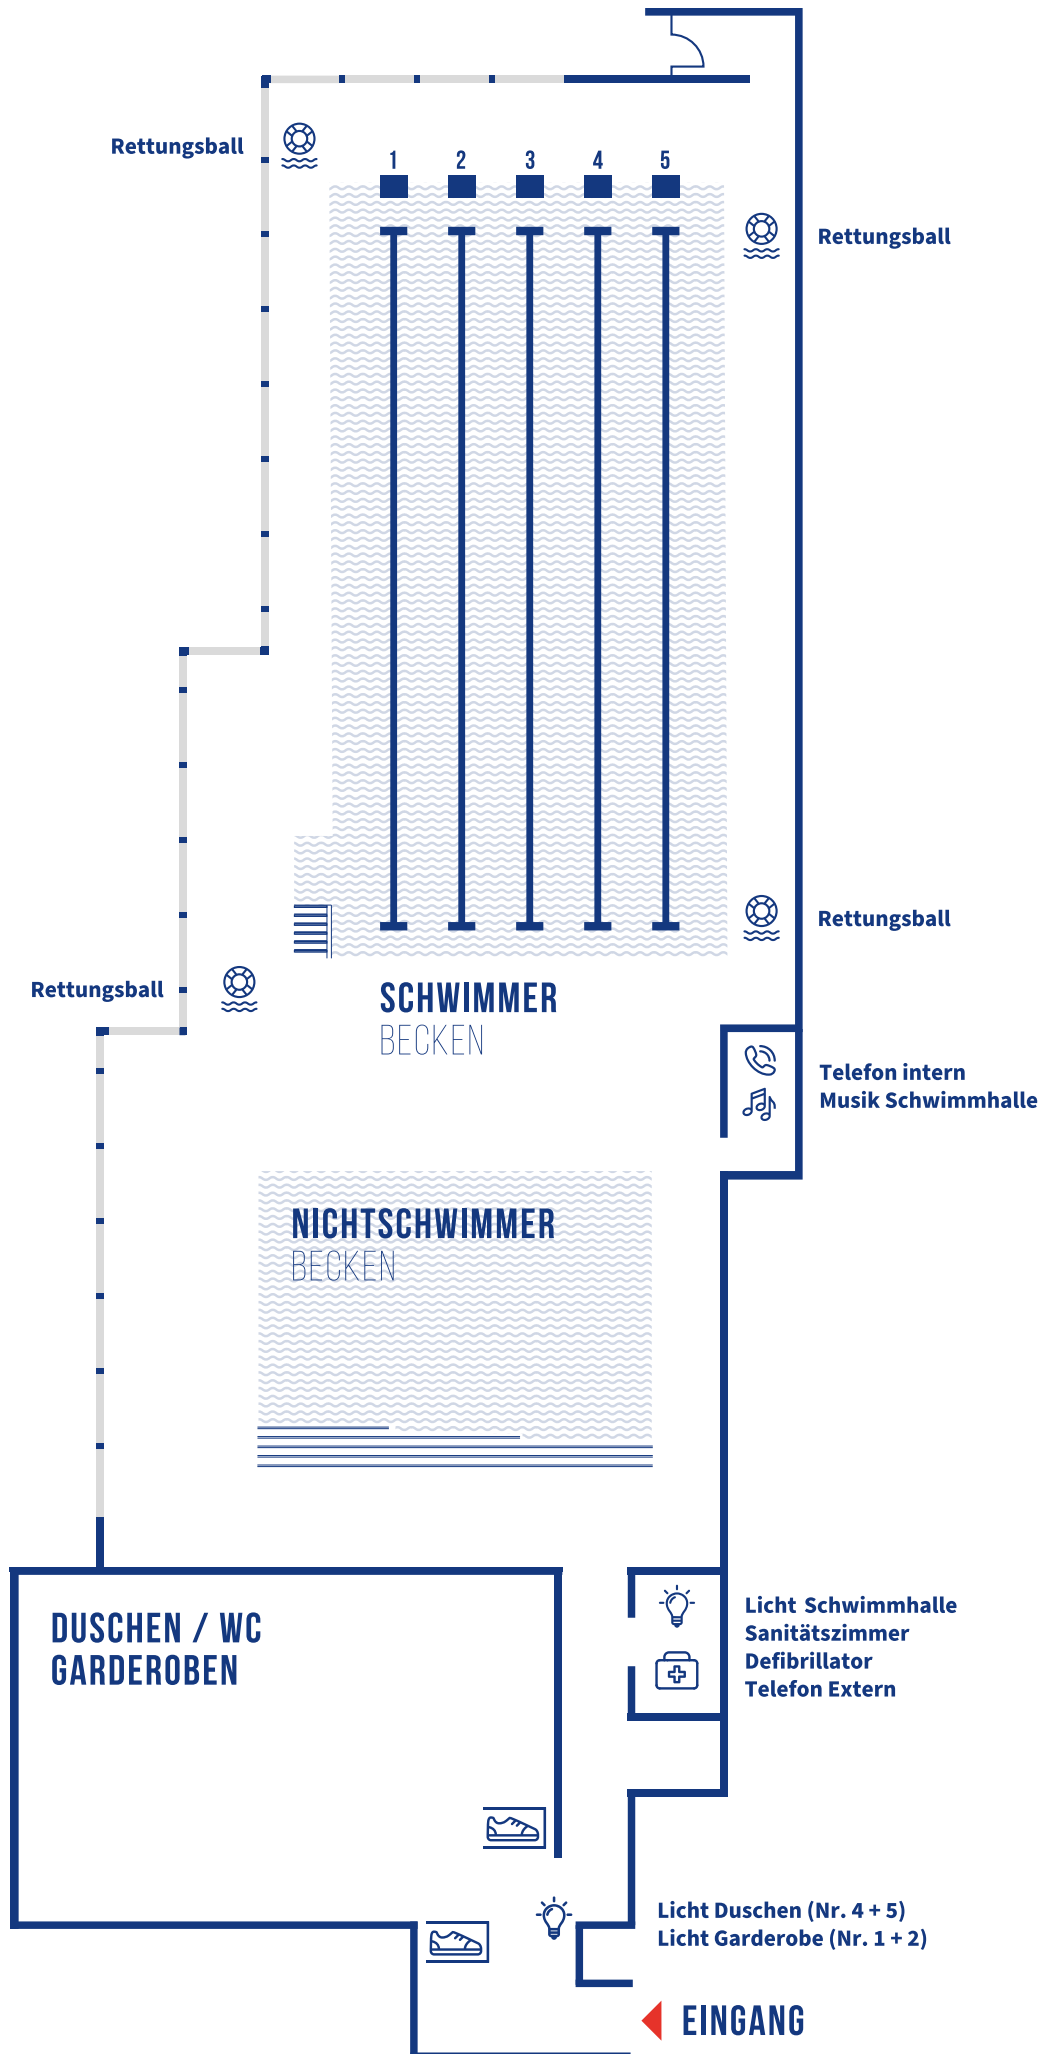 Rettungsball
1 2 3 4 5
Rettungsball
Rettungsball
Rettungsball
SCHWIMMER
BECKEN
Telefon intern
Musik Schwimmhalle
NICHTSCHWIMMER
BECKEN
DUSCHEN / WC
GARDEROBEN
Licht Schwimmhalle
Sanitätszimmer
Defibrillator
Telefon Extern
Licht Duschen (Nr. 4 + 5)
Licht Garderobe (Nr. 1 + 2)
EINGANG